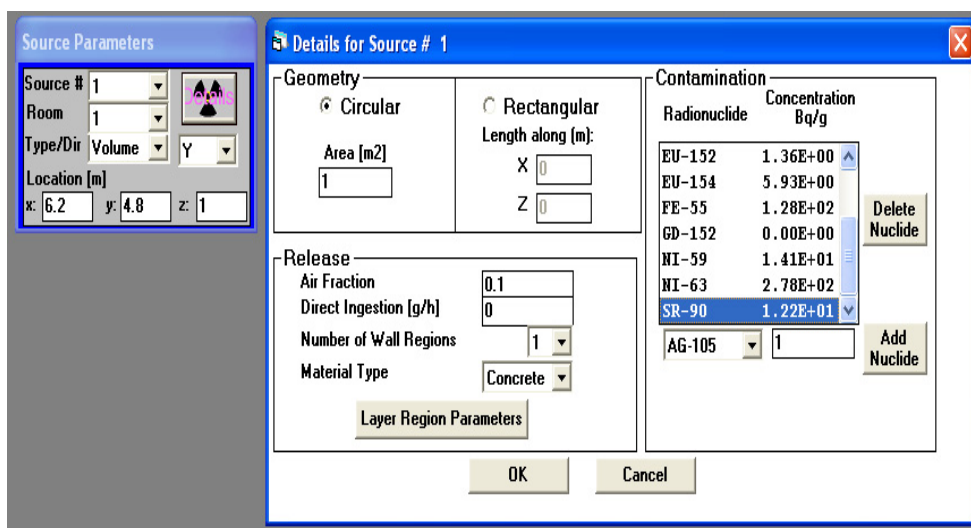 Source Parameters
Source # 1
Details
Room 1
Type/Dir Volume Y
Location [m]
x: 6.2 y: 4.8 z: 1
Details for Source # 1
Geometry
Circular
Area [m2]
1
Rectangular
Length along (m):
X 0
Z 0
Release
Air Fraction 0.1
Direct Ingestion [g/h] 0
Number of Wall Regions 1
Material Type Concrete
Layer Region Parameters
Contamination
Radionuclide Concentration
Bq/g
EU-152 1.36E+00
EU-154 5.93E+00
FE-55 1.28E+02
GD-152 0.00E+00
NI-59 1.41E+01
NI-63 2.78E+02
SR-90 1.22E+01
Delete
Nuclide
AG-105 1
Add
Nuclide
OK Cancel